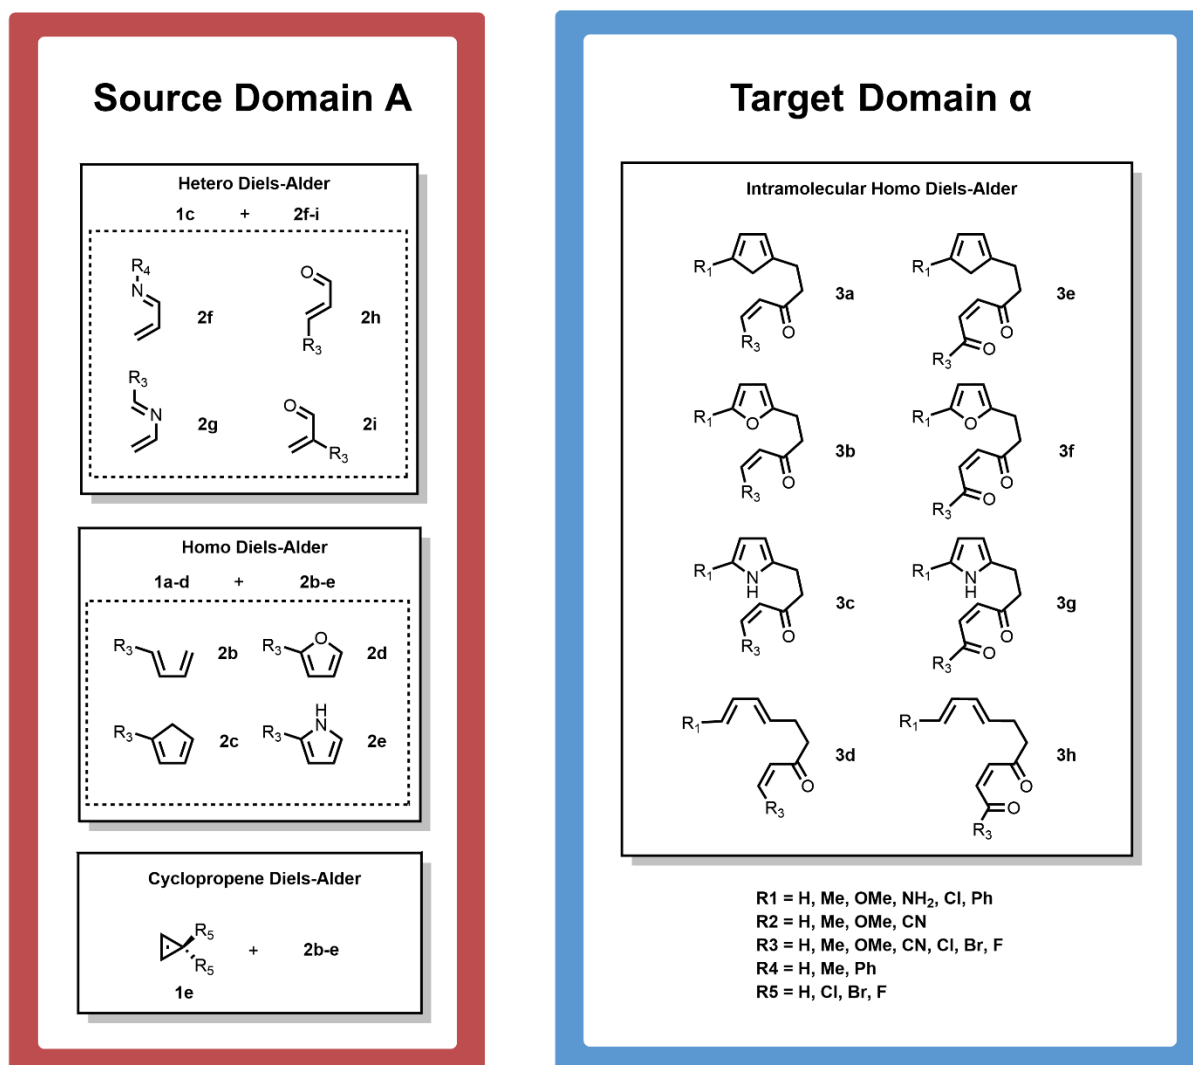 Source Domain A
Hetero Diels-Alder
1c + 2f-i
R4
N
2f
O
R3
2h
R3
N
2g
O
R3
2i
Homo Diels-Alder
1a-d + 2b-e
R3
2b
R3
O
2d
R3
2c
R3
H
N
2e
Cyclopropene Diels-Alder
R5
R5
+ 2b-e
1e
Target Domain α
Intramolecular Homo Diels-Alder
R1
O
R3
3a
R1
O
O
R3
3e
R1
O
O
R3
3b
R1
O
O
O
R3
3f
R1
N
H
O
R3
3c
R1
N
H
O
O
R3
3g
R1
O
R3
3d
R1
O
O
R3
3h
R1 = H, Me, OMe, NH2, Cl, Ph
R2 = H, Me, OMe, CN
R3 = H, Me, OMe, CN, Cl, Br, F
R4 = H, Me, Ph
R5 = H, Cl, Br, F